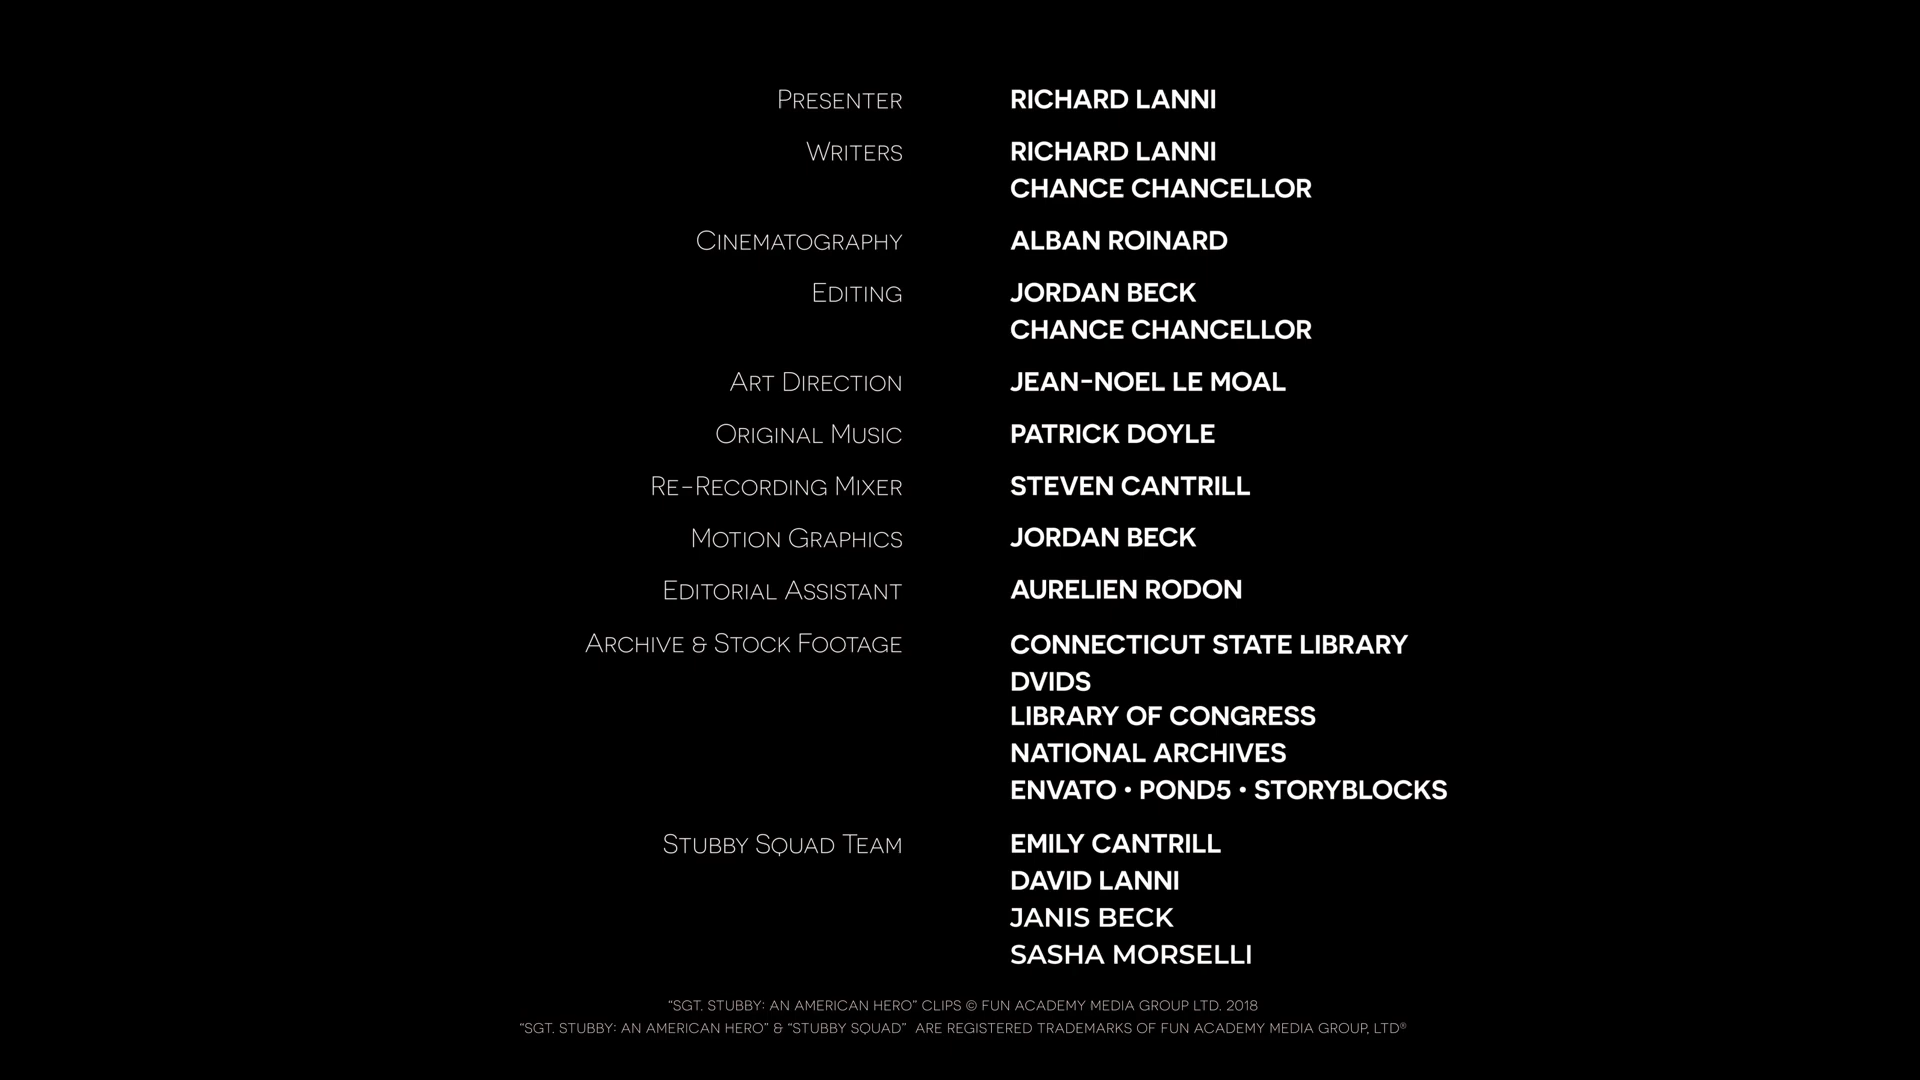 PRESENTER RICHARD LANNI
WRITERS RICHARD LANNI
CHANCE CHANCELLOR
CINEMATOGRAPHY ALBAN ROINARD
EDITING JORDAN BECK
CHANCE CHANCELLOR
ART DIRECTION JEAN-NOEL LE MOAL
ORIGINAL MUSIC PATRICK DOYLE
RE-RECORDING MIXER STEVEN CANTRILL
MOTION GRAPHICS JORDAN BECK
EDITORIAL ASSISTANT AURELIEN RODON
ARCHIVE & STOCK FOOTAGE CONNECTICUT STATE LIBRARY
DVIDS
LIBRARY OF CONGRESS
NATIONAL ARCHIVES
ENVATO • POND5 • STORYBLOCKS
STUBBY SQUAD TEAM EMILY CANTRILL
DAVID LANNI
JANIS BECK
SASHA MORSELLI
"SGT. STUBBY: AN AMERICAN HERO" CLIPS © FUN ACADEMY MEDIA GROUP LTD. 2018
"SGT. STUBBY: AN AMERICAN HERO" & "STUBBY SQUAD" ARE REGISTERED TRADEMARKS OF FUN ACADEMY MEDIA GROUP, LTD®